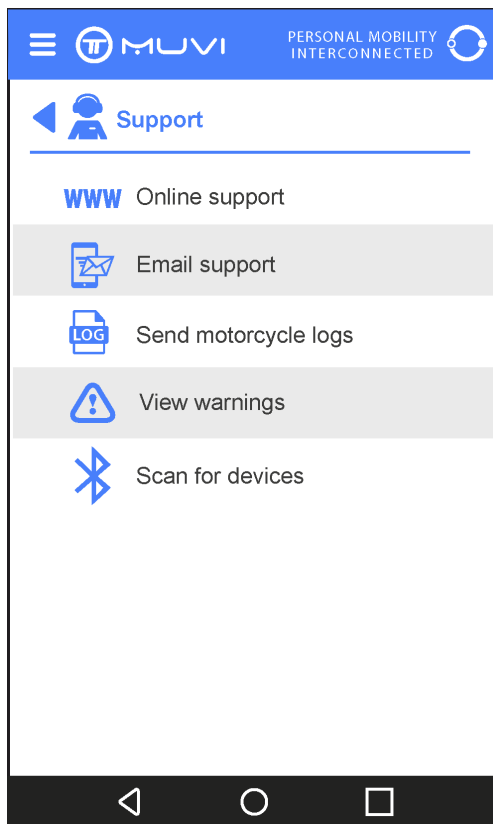 MUVI
PERSONAL MOBILITY
INTERCONNECTED
Support
WWW Online support
Email support
LOG Send motorcycle logs
View warnings
Scan for devices